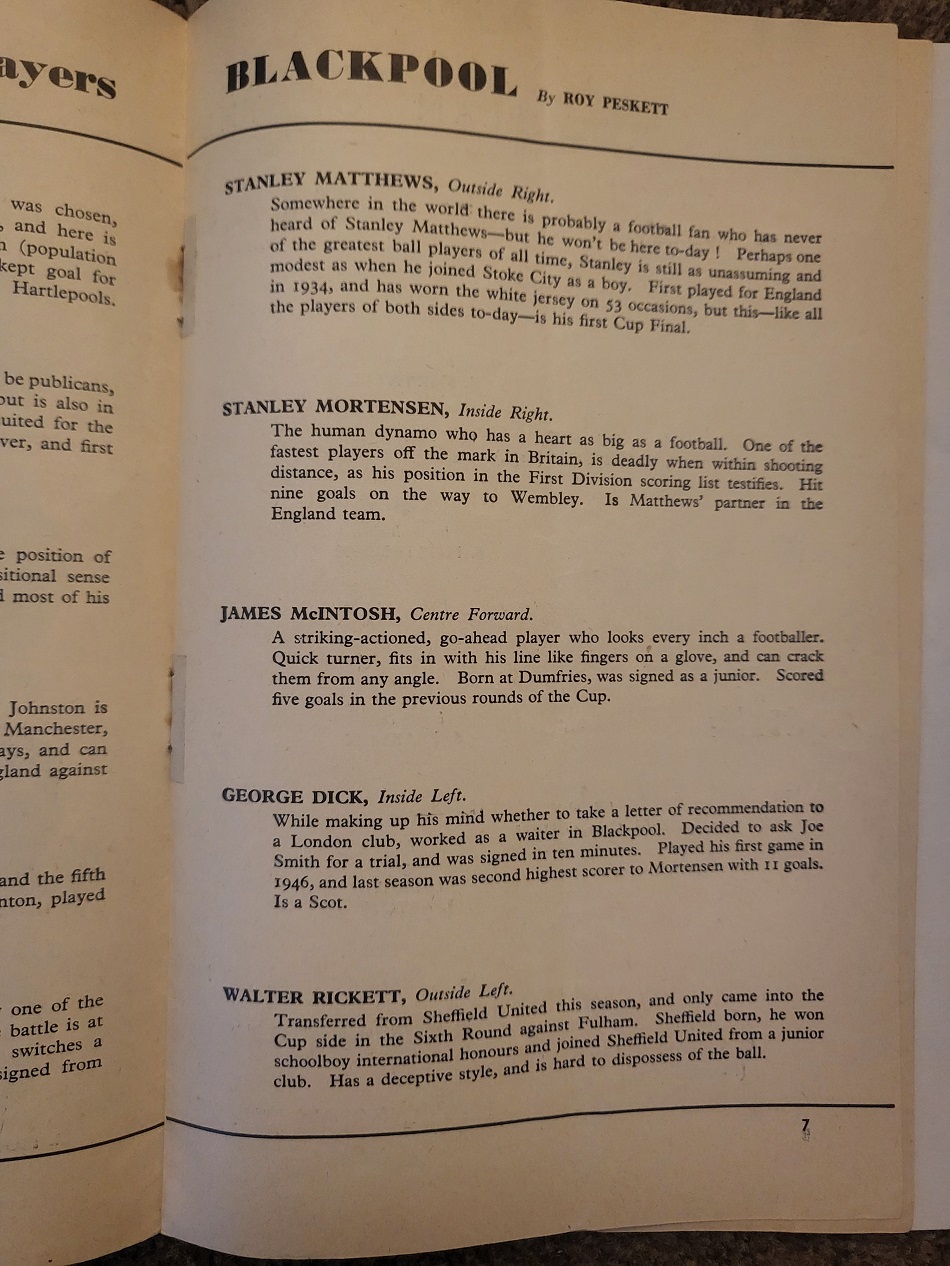 ayers
was chosen,
, and here is
n (population
kept goal for
Hartlepools.
be publicans,
out is also in
uited for the
ver, and first
e position of
sitional sense
d most of his
Johnston is
Manchester,
ays, and can
gland against
and the fifth
nton, played
one of the
battle is at
switches a
signed from
BLACKPOOL By ROY PESKETT
STANLEY MATTHEWS, Outside Right.
Somewhere in the world there is probably a football fan who has never
heard of Stanley Matthews—but he won't be here to-day ! Perhaps one
of the greatest ball players of all time, Stanley is still as unassuming and
modest as when he joined Stoke City as a boy. First played for England
in 1934, and has worn the white jersey on 53 occasions, but this—like all
the players of both sides to-day—is his first Cup Final.
STANLEY MORTENSEN, Inside Right.
The human dynamo who has a heart as big as a football. One of the
fastest players off the mark in Britain, is deadly when within shooting
distance, as his position in the First Division scoring list testifies. Hit
nine goals on the way to Wembley. Is Matthews' partner in the
England team.
JAMES McINTOSH, Centre Forward.
A striking-actioned, go-ahead player who looks every inch a footballer.
Quick turner, fits in with his line like fingers on a glove, and can crack
them from any angle. Born at Dumfries, was signed as a junior. Scored
five goals in the previous rounds of the Cup.
GEORGE DICK, Inside Left.
While making up his mind whether to take a letter of recommendation to
a London club, worked as a waiter in Blackpool. Decided to ask Joe
Smith for a trial, and was signed in ten minutes. Played his first game in
1946, and last season was second highest scorer to Mortensen with 11 goals.
Is a Scot.
WALTER RICKETT, Outside Left.
Transferred from Sheffield United this season, and only came into the
Cup side in the Sixth Round against Fulham. Sheffield born, he won
schoolboy international honours and joined Sheffield United from a junior
club. Has a deceptive style, and is hard to dispossess of the ball.
7